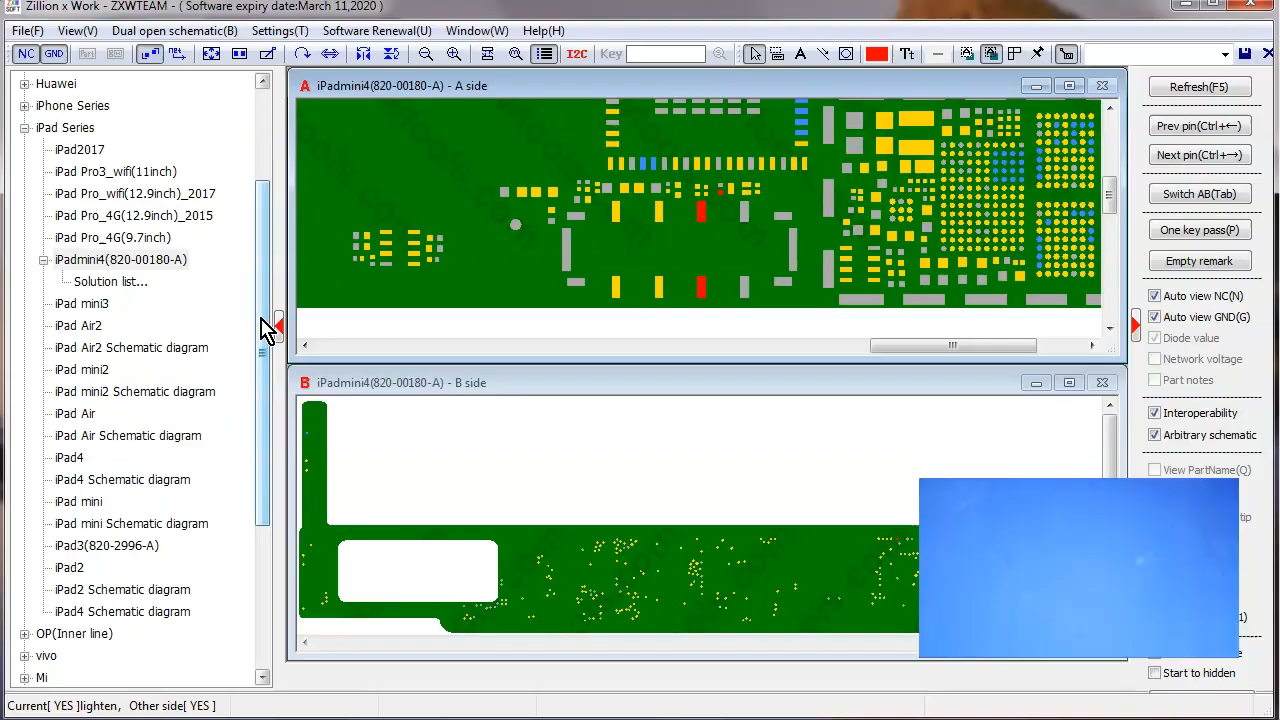 Zillion x Work - ZXWTEAM - ( Software expiry date:March 11,2020 )
File(F) View(V) Dual open schematic(B) Settings(T) Software Renewal(U) Window(W) Help(H)
NC GND Part net.. I2C Key Tt
Huawei
iPhone Series
iPad Series
iPad2017
iPad Pro3_wifi(11inch)
iPad Pro_wifi(12.9inch)_2017
iPad Pro_4G(12.9inch)_2015
iPad Pro_4G(9.7inch)
iPadmini4(820-00180-A)
Solution list...
iPad mini3
iPad Air2
iPad Air2 Schematic diagram
iPad mini2
iPad mini2 Schematic diagram
iPad Air
iPad Air Schematic diagram
iPad4
iPad4 Schematic diagram
iPad mini
iPad mini Schematic diagram
iPad3(820-2996-A)
iPad2
iPad2 Schematic diagram
iPad4 Schematic diagram
OP(Inner line)
vivo
Mi
A iPadmini4(820-00180-A) - A side
B iPadmini4(820-00180-A) - B side
Refresh(F5)
Prev pin(Ctrl+←)
Next pin(Ctrl+→)
Switch AB(Tab)
One key pass(P)
Empty remark
Auto view NC(N)
Auto view GND(G)
Diode value
Network voltage
Part notes
Interoperability
Arbitrary schematic
View PartName(Q)
tip
1)
Start to hidden
Current[ YES ]lighten, Other side[ YES ]